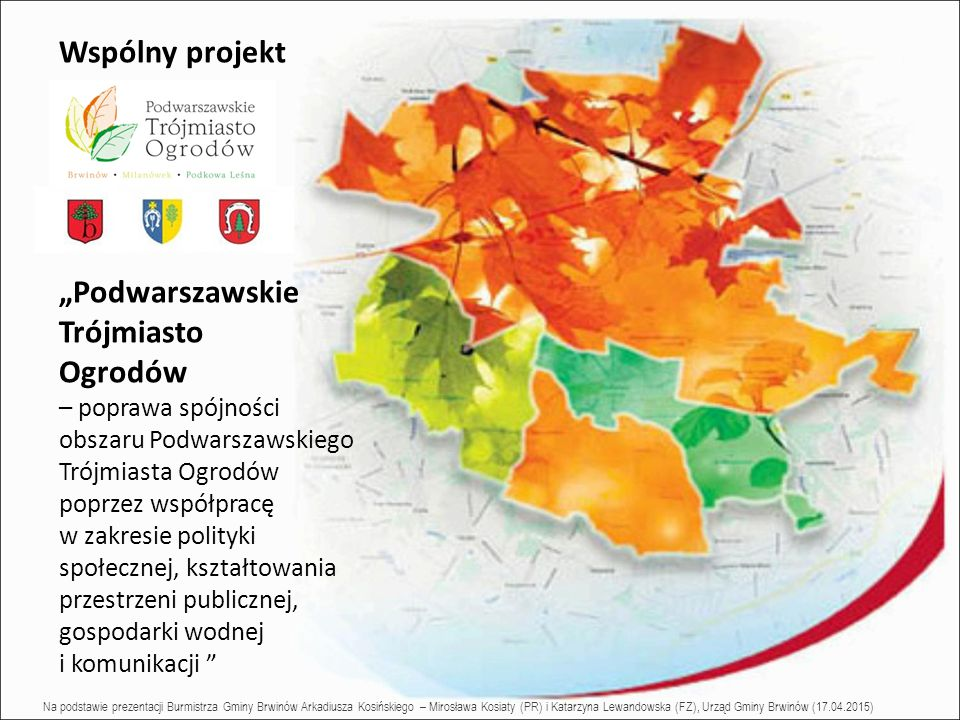 Wspólny projekt
Podwarszawskie
Trójmiasto
Ogrodów
Brwinów • Milanówek • Podkowa Leśna
„Podwarszawskie
Trójmiasto
Ogrodów
– poprawa spójności
obszaru Podwarszawskiego
Trójmiasta Ogrodów
poprzez współpracę
w zakresie polityki
społecznej, kształtowania
przestrzeni publicznej,
gospodarki wodnej
i komunikacji ”
Na podstawie prezentacji Burmistrza Gminy Brwinów Arkadiusza Kosińskiego – Mirosława Kosiaty (PR) i Katarzyna Lewandowska (FZ), Urząd Gminy Brwinów (17.04.2015)